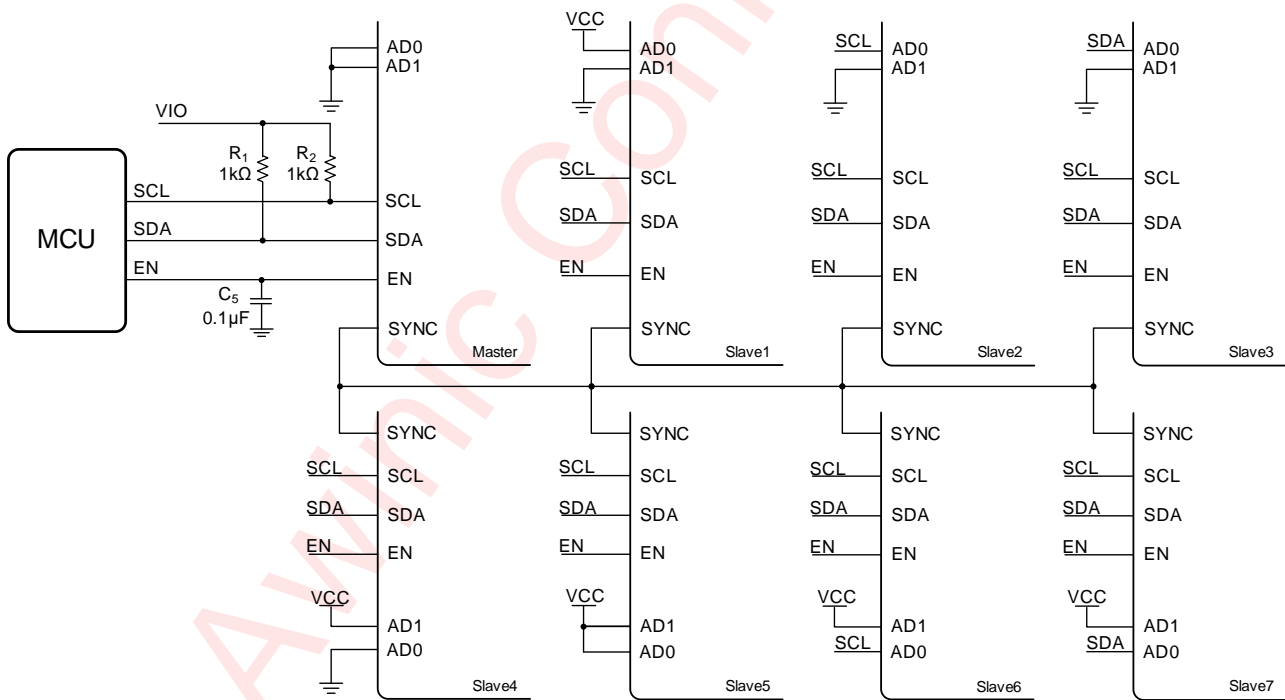 VCC
AD0
AD1
AD0
AD1
SCL
AD0
AD1
SDA
AD0
AD1
VIO
R1
1kΩ
R2
1kΩ
MCU
SCL
SDA
EN
C5
0.1µF
SCL
SDA
EN
SYNC
Master
SCL
SCL
SDA
SDA
EN
EN
SYNC
Slave1
SCL
SCL
SDA
SDA
EN
EN
SYNC
Slave2
SCL
SCL
SDA
SDA
EN
EN
SYNC
Slave3
SYNC
SCL
SCL
SDA
SDA
EN
EN
VCC
AD1
AD0
Slave4
SYNC
SCL
SCL
SDA
SDA
EN
EN
VCC
AD1
AD0
Slave5
SYNC
SCL
SCL
SDA
SDA
EN
EN
VCC
AD1
SCL
AD0
Slave6
SYNC
SCL
SCL
SDA
SDA
EN
EN
VCC
AD1
SDA
AD0
Slave7
Awinic Con